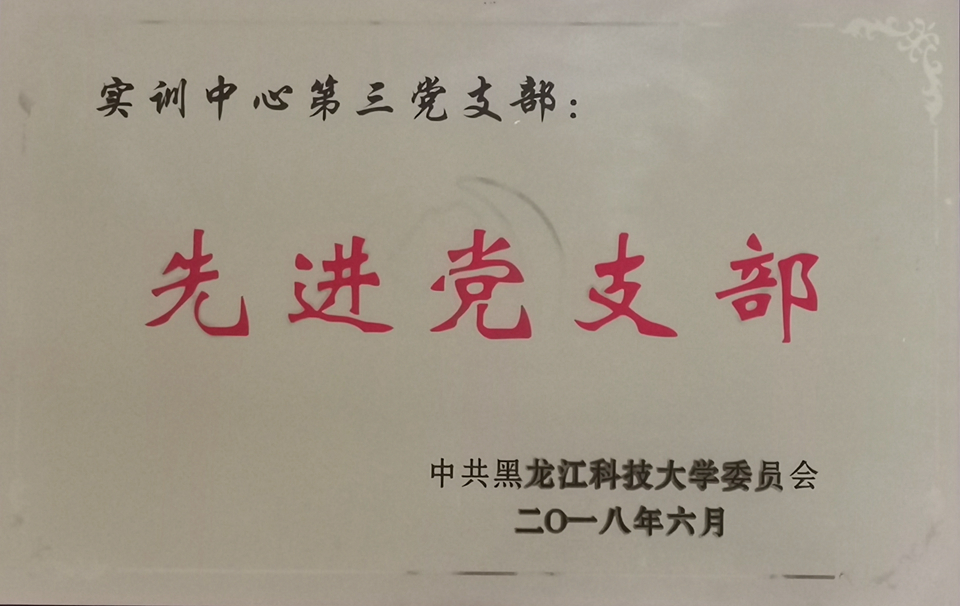 实训中心第三党支部：
先进党支部
中共黑龙江科技大学委员会
二〇一八年六月